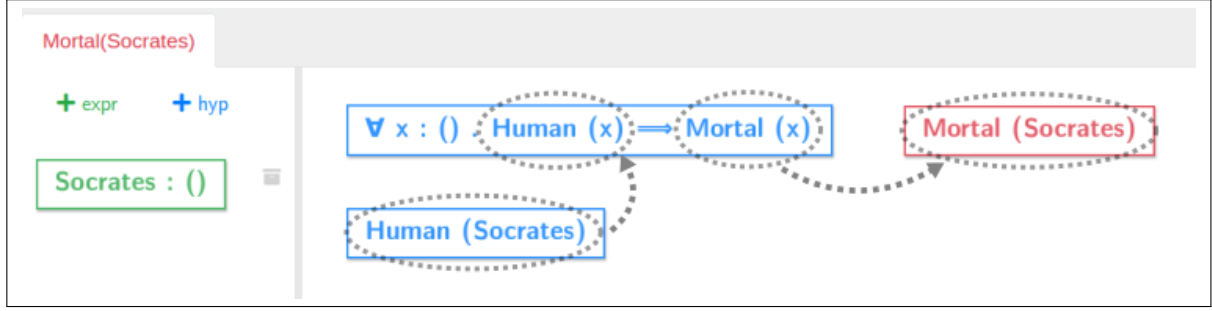 Mortal(Socrates)
+ expr + hyp
∀ x : () . Human (x) ⟹ Mortal (x)
Mortal (Socrates)
Socrates : ()
Human (Socrates)